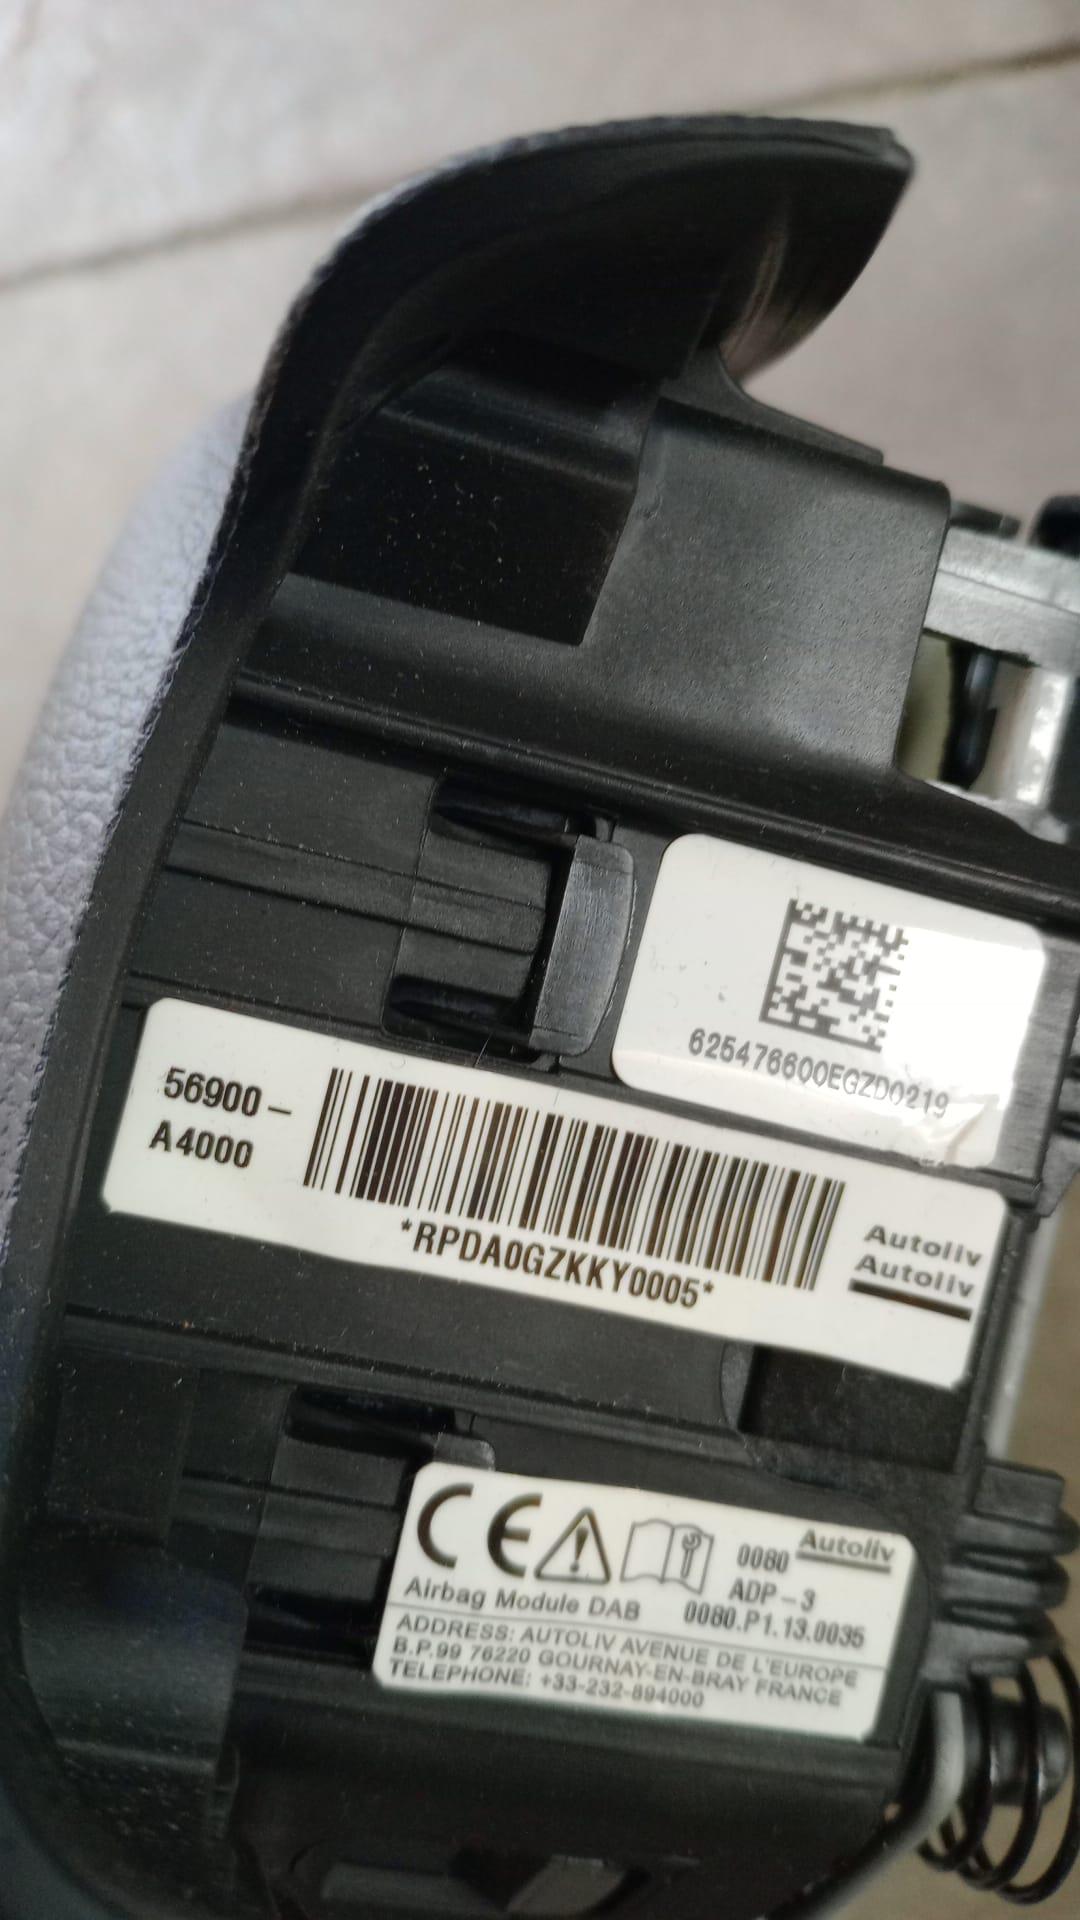 625476600EGZD0219
56900-
A4000
*RPDA0GZKKY0005*
Autoliv
Autoliv
CE
0080
Autoliv
ADP-3
Airbag Module DAB 0080.P1.13.0035
ADDRESS: AUTOLIV AVENUE DE L'EUROPE
B.P.99 76220 GOURNAY-EN-BRAY FRANCE
TELEPHONE: +33-232-894000